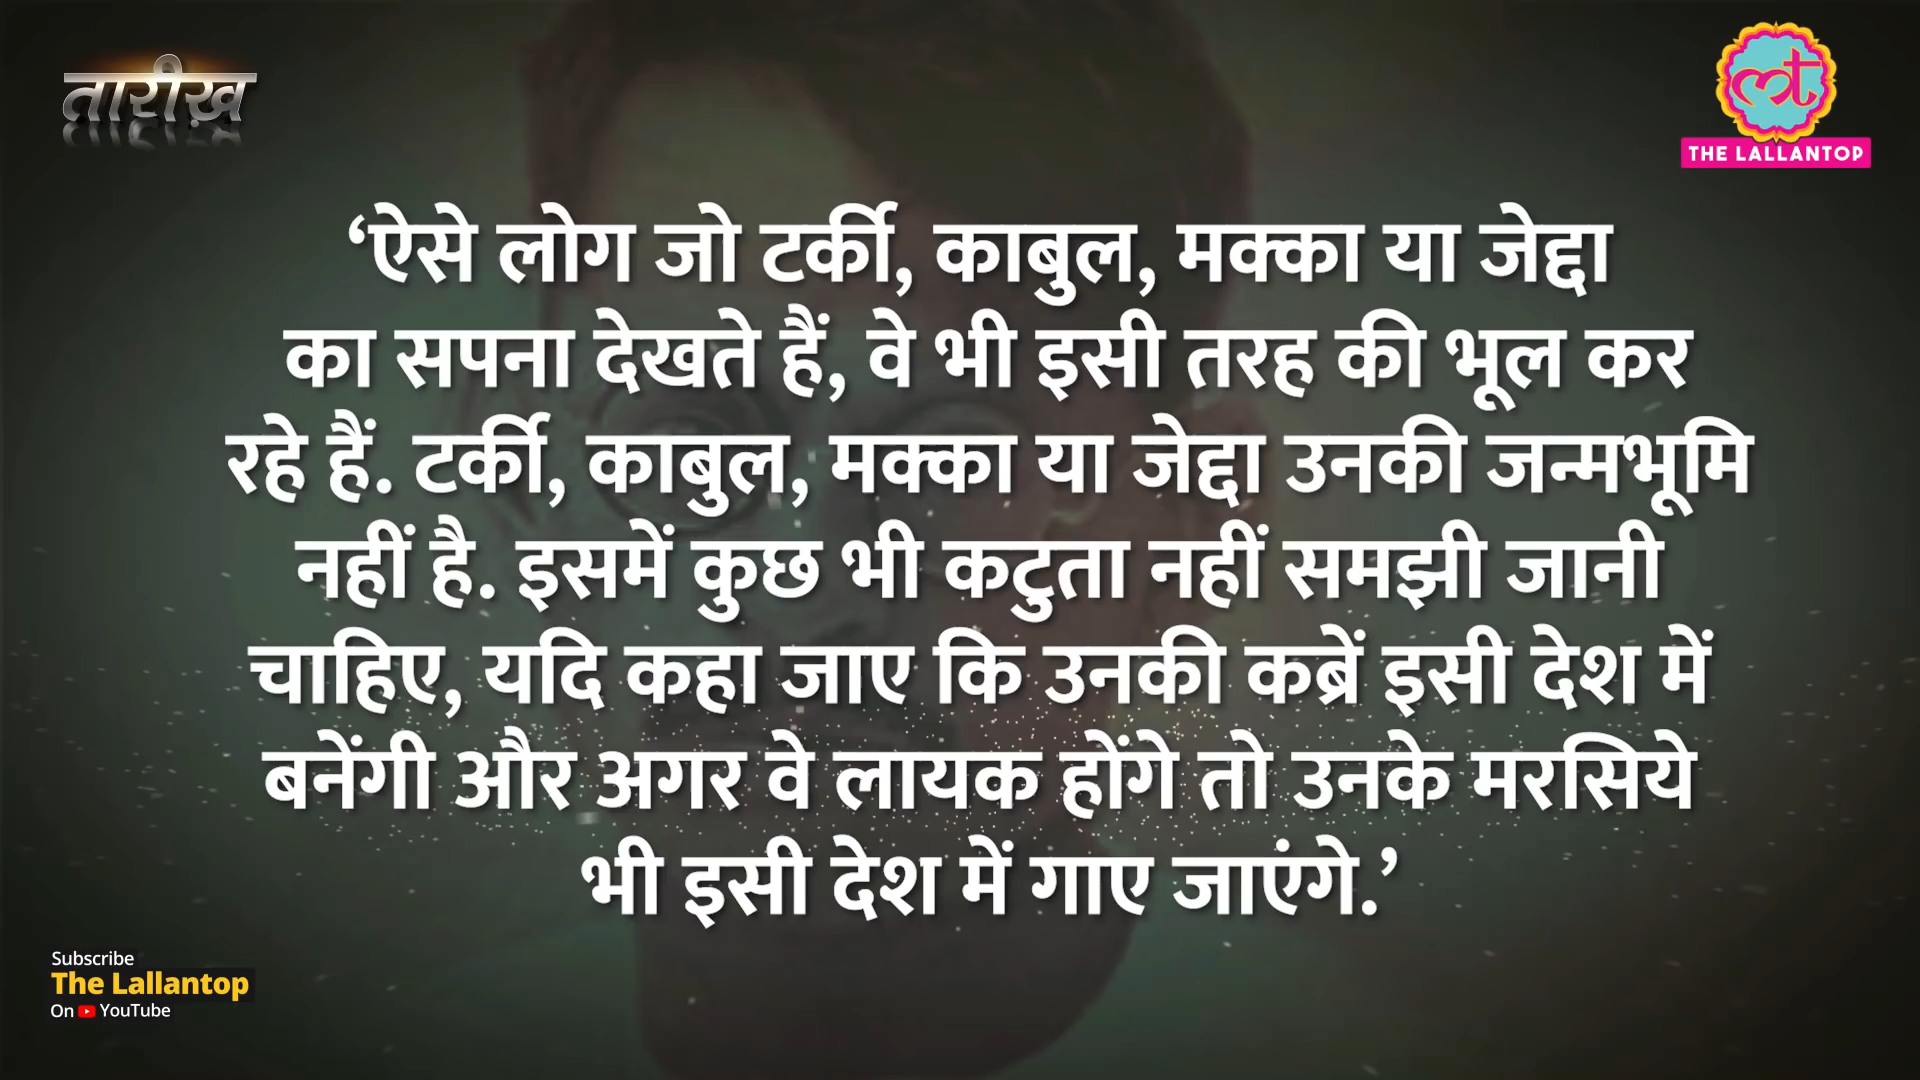 तारीख़
THE LALLANTOP
‘ऐसे लोग जो टर्की, काबुल, मक्का या जेद्दा
का सपना देखते हैं, वे भी इसी तरह की भूल कर
रहे हैं. टर्की, काबुल, मक्का या जेद्दा उनकी जन्मभूमि
नहीं है. इसमें कुछ भी कटुता नहीं समझी जानी
चाहिए, यदि कहा जाए कि उनकी कब्रें इसी देश में
बनेंगी और अगर वे लायक होंगे तो उनके मरसिये
भी इसी देश में गाए जाएंगे.’
Subscribe
The Lallantop
On YouTube